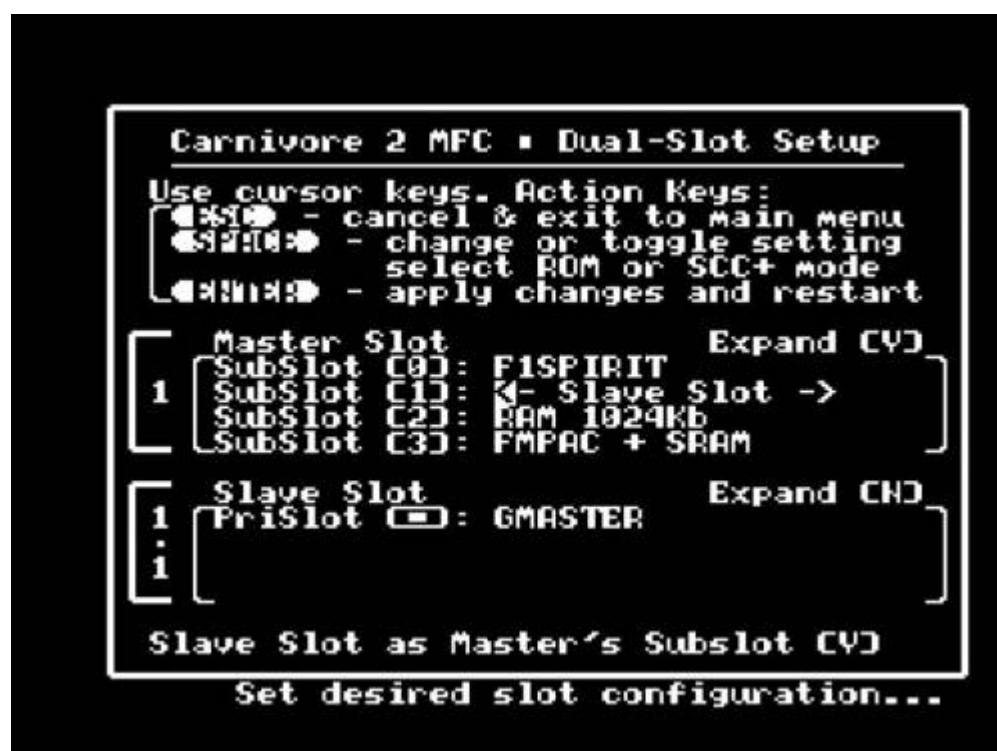 Carnivore 2 MFC ▪ Dual-Slot Setup
Use cursor keys. Action Keys:
ESC - cancel & exit to main menu
SPACE - change or toggle setting
select ROM or SCC+ mode
ENTER - apply changes and restart
Master Slot Expand [Y]
SubSlot [0]: F1SPIRIT
1 SubSlot [1]: <- Slave Slot ->
SubSlot [2]: RAM 1024Kb
SubSlot [3]: FMPAC + SRAM
Slave Slot Expand [N]
1 PriSlot [▪]: GMASTER
.
1
Slave Slot as Master's Subslot [Y]
Set desired slot configuration...